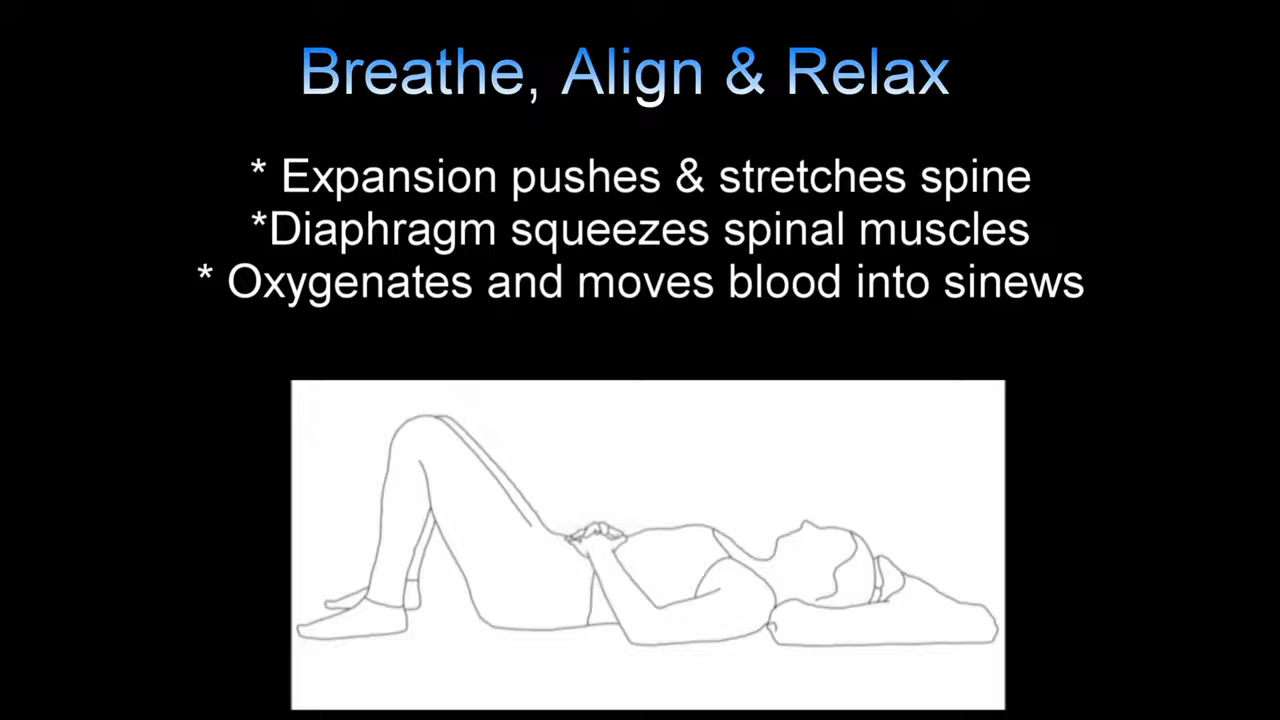 Breathe, Align & Relax
* Expansion pushes & stretches spine
*Diaphragm squeezes spinal muscles
* Oxygenates and moves blood into sinews